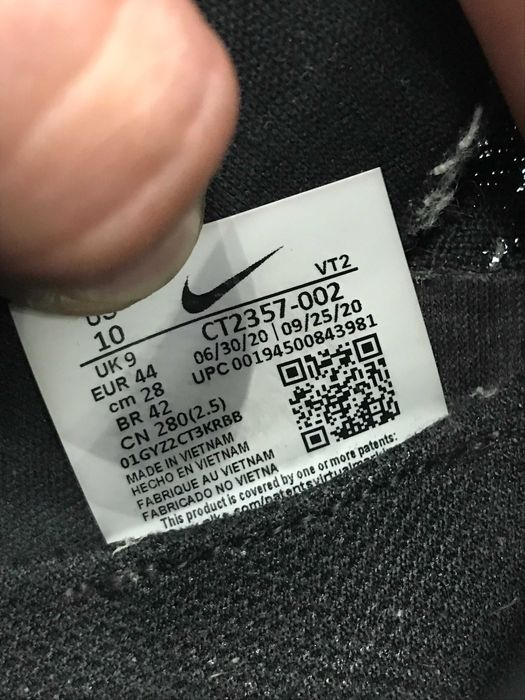 VT2
US
10
CT2357-002
UK 9
06/30/20 | 09/25/20
EUR 44
UPC 00194500843981
cm 28
BR 42
CN 280(2.5)
01GYZ2CT3KRBB
MADE IN VIETNAM
HECHO EN VIETNAM
FABRIQUE AU VIETNAM
FABRICADO NO VIETNA
This product is covered by one or more patents: